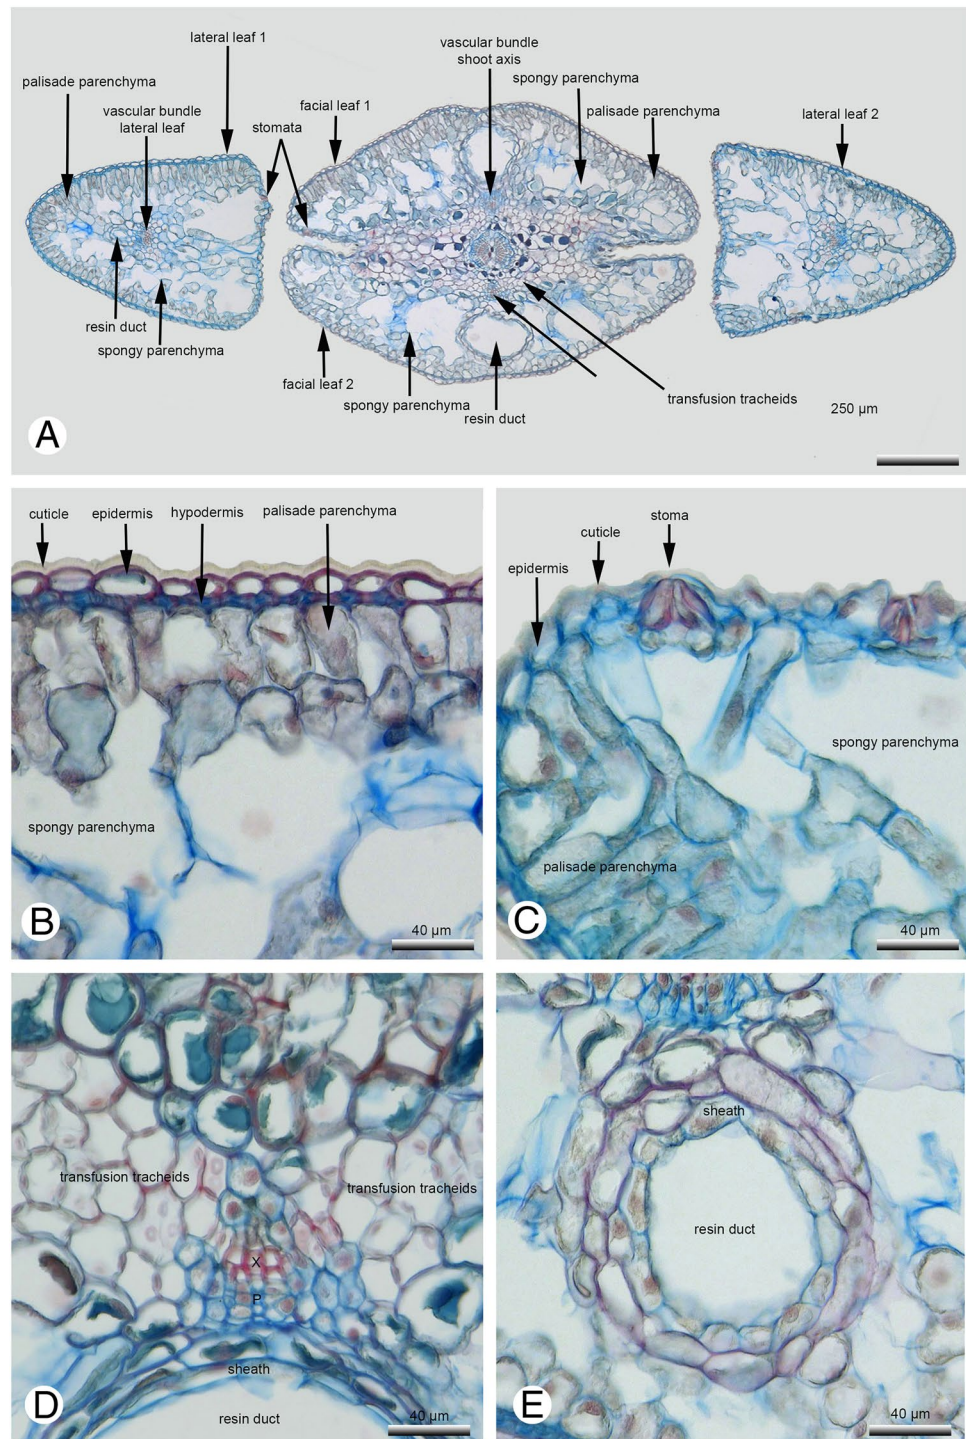 lateral leaf 1
vascular bundle
shoot axis
palisade parenchyma
spongy parenchyma
vascular bundle
lateral leaf
facial leaf 1
palisade parenchyma
lateral leaf 2
stomata
resin duct
spongy parenchyma
facial leaf 2
spongy parenchyma
resin duct
transfusion tracheids
250 µm
A
cuticle
epidermis
hypodermis
palisade parenchyma
spongy parenchyma
40 µm
B
stoma
cuticle
epidermis
spongy parenchyma
palisade parenchyma
40 µm
C
transfusion tracheids
transfusion tracheids
X
P
sheath
resin duct
40 µm
D
sheath
resin duct
40 µm
E